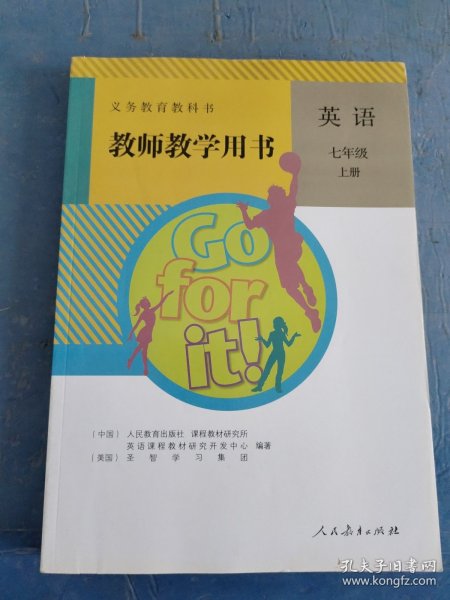 义务教育教科书
教师教学用书
英语
七年级
上册
Go
for
it!
（中国） 人民教育出版社 课程教材研究所
英语课程教材研究开发中心 编著
（美国） 圣智学习集团
人民教育出版社
孔夫子旧书网
www.kongfz.com